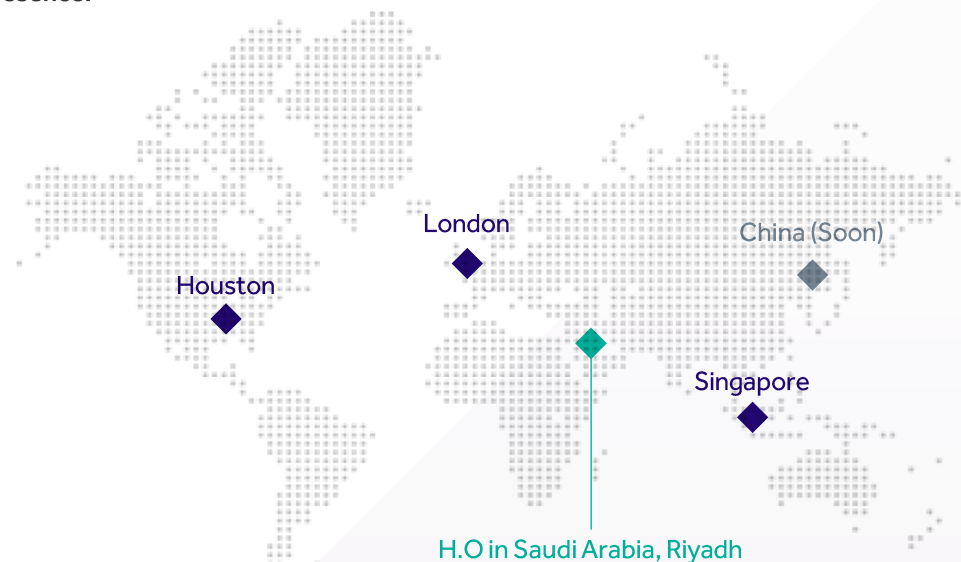 London
China (Soon)
Houston
Singapore
H.O in Saudi Arabia, Riyadh